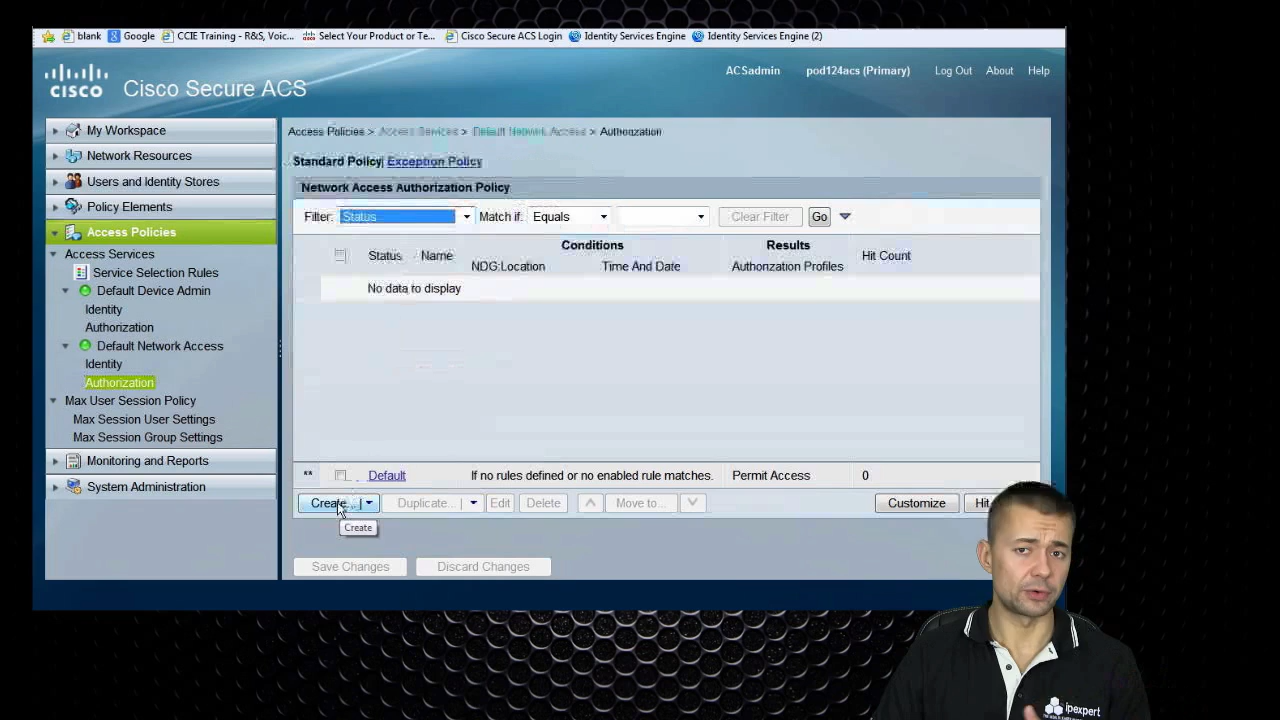 blank Google CCIE Training - R&S, Voic... Select Your Product or Te... Cisco Secure ACS Login Identity Services Engine Identity Services Engine (2)
CISCO Cisco Secure ACS
ACSadmin pod124acs (Primary) Log Out About Help
My Workspace
Network Resources
Users and Identity Stores
Policy Elements
Access Policies
Access Services
Service Selection Rules
Default Device Admin
Identity
Authorization
Default Network Access
Identity
Authorization
Max User Session Policy
Max Session User Settings
Max Session Group Settings
Monitoring and Reports
System Administration
Access Policies > Access Services > Default Network Access > Authorization
Standard Policy| Exception Policy
Network Access Authorization Policy
Filter: Status Match if: Equals Clear Filter Go
Status Name Conditions Results Hit Count
NDG:Location Time And Date Authorization Profiles
No data to display
** Default If no rules defined or no enabled rule matches. Permit Access 0
Create... | Duplicate... | Edit Delete Move to... Customize Hit
Create
Save Changes Discard Changes
ipexpert